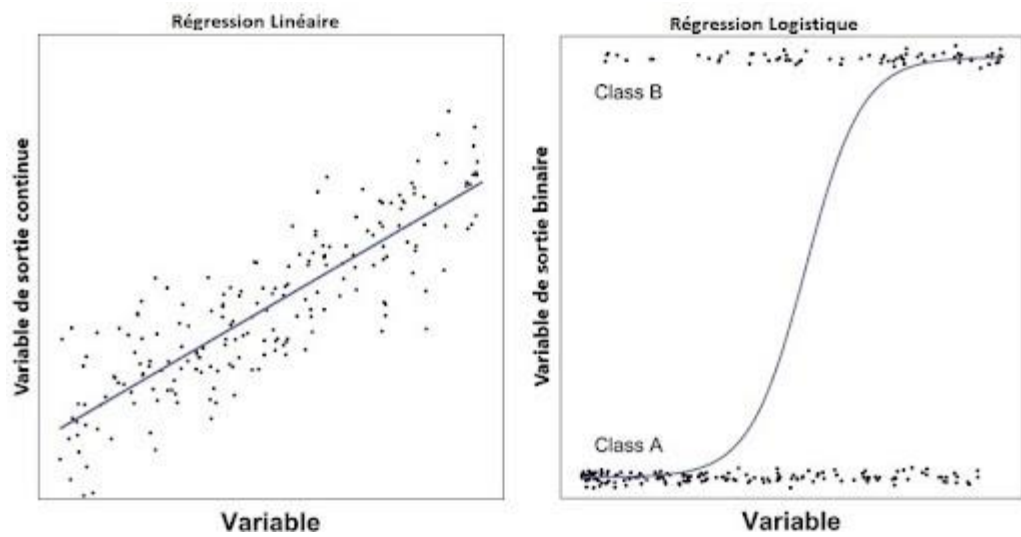 Régression Linéaire
Variable de sortie continue
Variable
Régression Logistique
Variable de sortie binaire
Class B
Class A
Variable